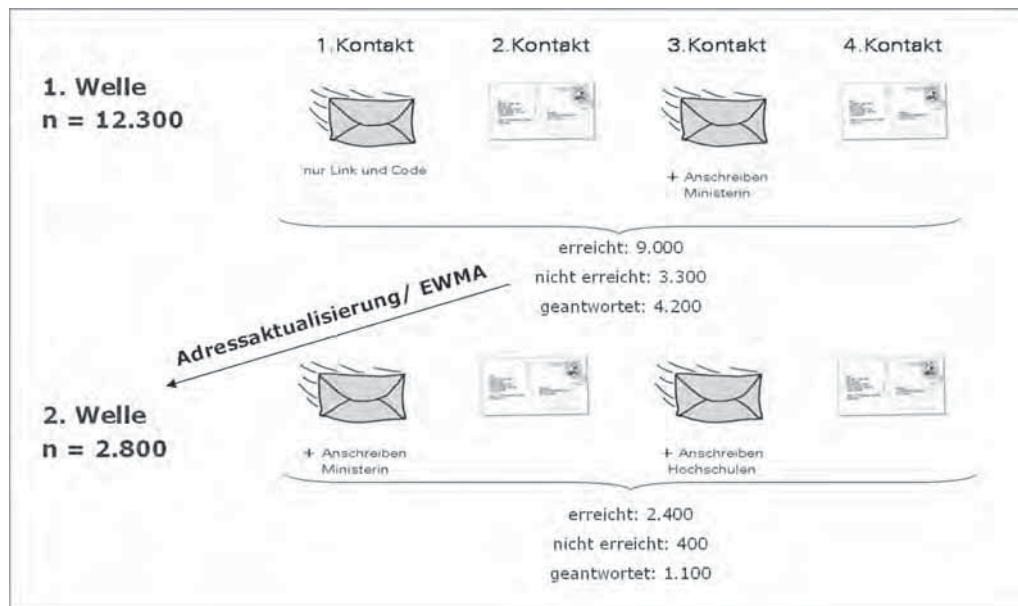 1.Kontakt 2.Kontakt 3.Kontakt 4.Kontakt
1. Welle
n = 12.300
nur Link und Code
+ Anschreiben
Ministerin
erreicht: 9.000
nicht erreicht: 3.300
geantwortet: 4.200
Adressaktualisierung/ EWMA
2. Welle
n = 2.800
+ Anschreiben
Ministerin
+ Anschreiben
Hochschulen
erreicht: 2.400
nicht erreicht: 400
geantwortet: 1.100